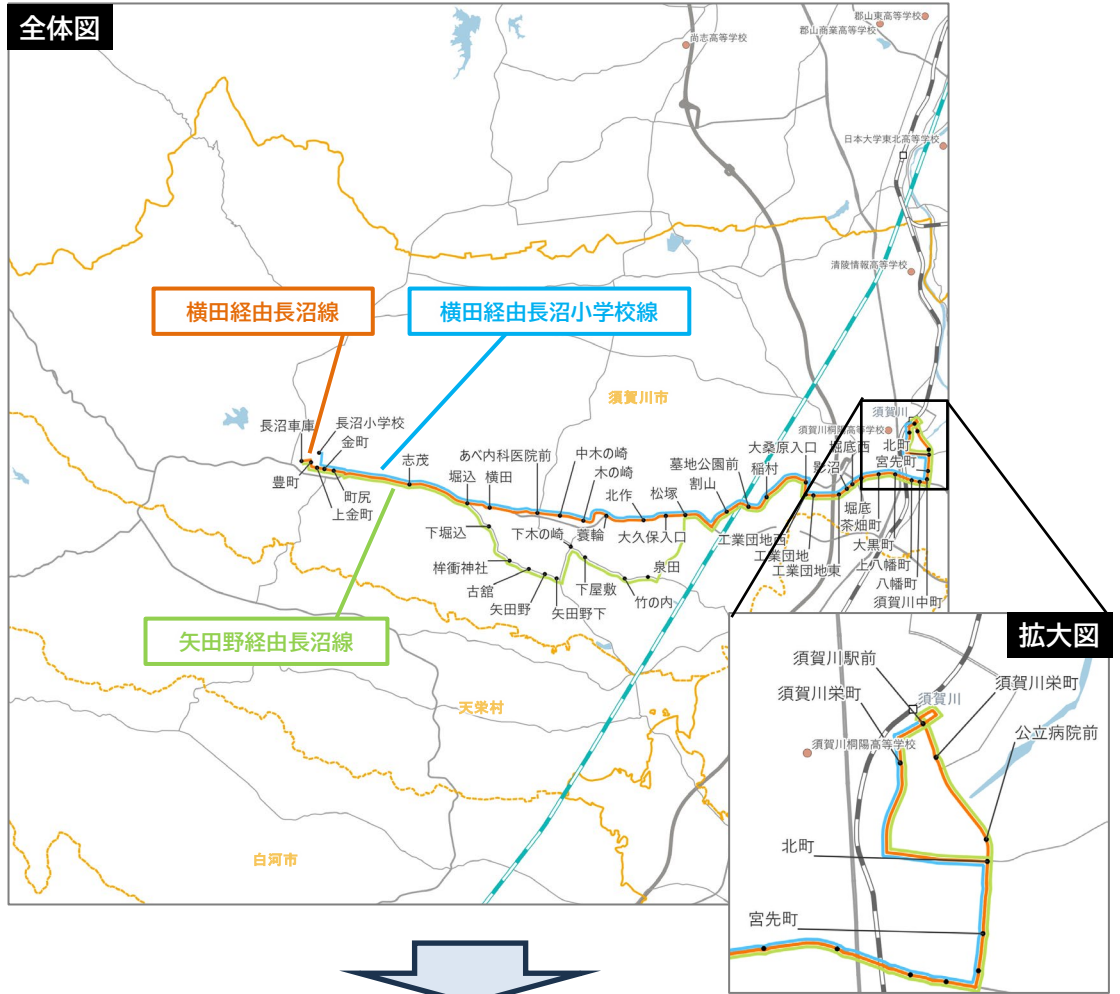 全体図
郡山東高等学校
郡山商業高等学校
尚志高等学校
日本大学東北高等学校
清陵情報高等学校
横田経由長沼線
横田経由長沼小学校線
須賀川市
須賀川
須賀川桐陽高等学校
北町
宮先町
長沼車庫
長沼小学校
金町
豊町
上金町
町尻
志茂
堀込
横田
あべ内科医院前
中木の崎
木の崎
北作
松塚
墓地公園前
割山
稲村
大桑原入口
影沼
堀底西
下堀込
下木の崎
蓑輪
大久保入口
工業団地西
工業団地
工業団地東
堀底
茶畑町
大黒町
上八幡町
八幡町
須賀川中町
桙衝神社
古舘
矢田野
矢田野下
下屋敷
竹の内
泉田
矢田野経由長沼線
天栄村
白河市
拡大図
須賀川駅前
須賀川栄町
須賀川
須賀川栄町
公立病院前
須賀川桐陽高等学校
北町
宮先町